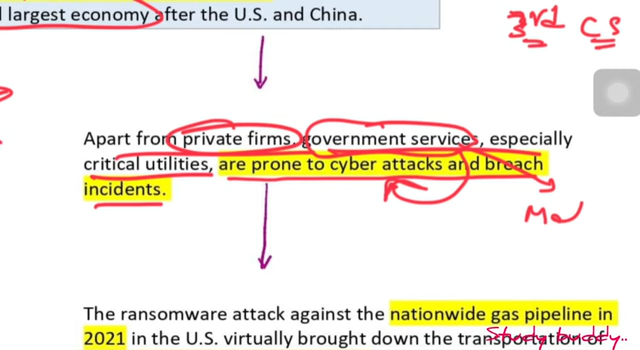 largest economy after the U.S. and China.
3rd CS
Apart from private firms, government services, especially
critical utilities, are prone to cyber attacks and breach
incidents.
The ransomware attack against the nationwide gas pipeline in
2021 in the U.S. virtually brought down the transportation of
Study buddy..